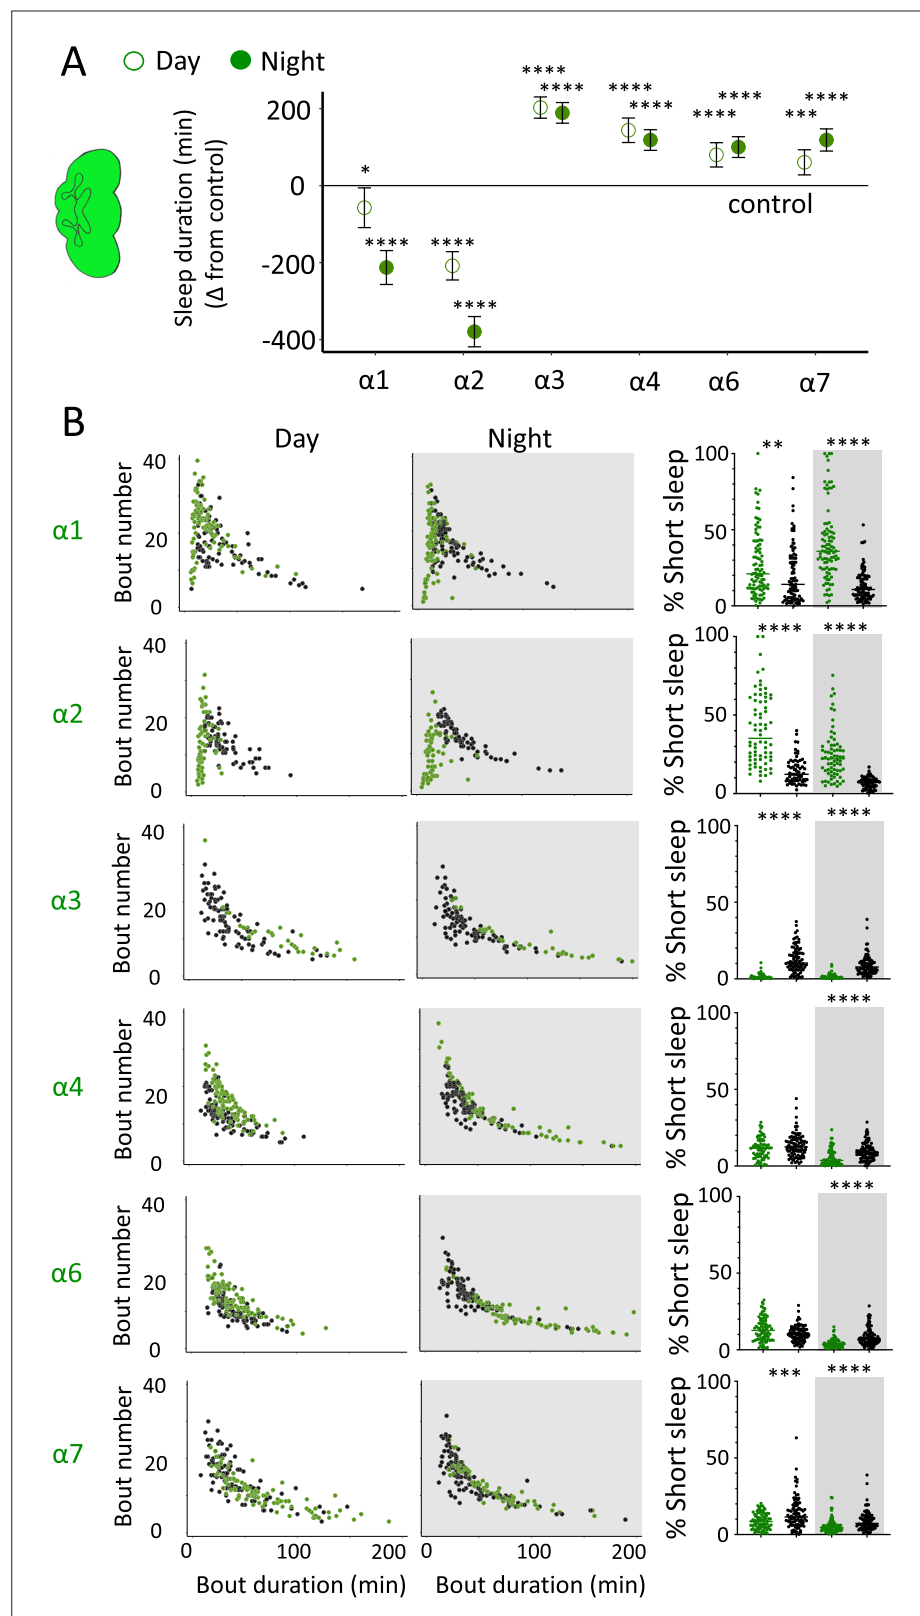 A
Day
Night
Sleep duration (min)
(Δ from control)
200
0
-200
-400
*
****
****
****
****
****
****
****
****
****
***
****
control
α1
α2
α3
α4
α6
α7
B
Day
Night
α1
Bout number
40
20
0
% Short sleep
100
50
0
**
****
α2
Bout number
40
20
0
% Short sleep
100
50
0
****
****
α3
Bout number
40
20
0
% Short sleep
100
50
0
****
****
α4
Bout number
40
20
0
% Short sleep
100
50
0
****
α6
Bout number
40
20
0
% Short sleep
100
50
0
****
α7
Bout number
40
20
0
% Short sleep
100
50
0
***
****
0
100
200
0
100
200
Bout duration (min)
Bout duration (min)